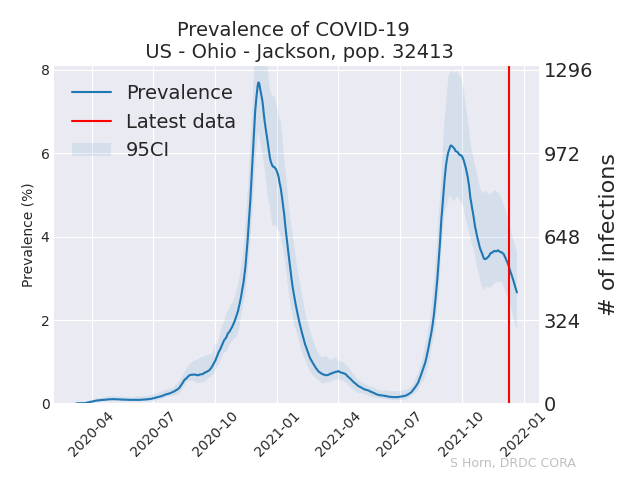 Prevalence of COVID-19
US - Ohio - Jackson, pop. 32413
Prevalence
Latest data
95CI
Prevalence (%)
8
6
4
2
0
1296
972
648
324
0
# of infections
2020-04
2020-07
2020-10
2021-01
2021-04
2021-07
2021-10
2022-01
S Horn, DRDC CORA